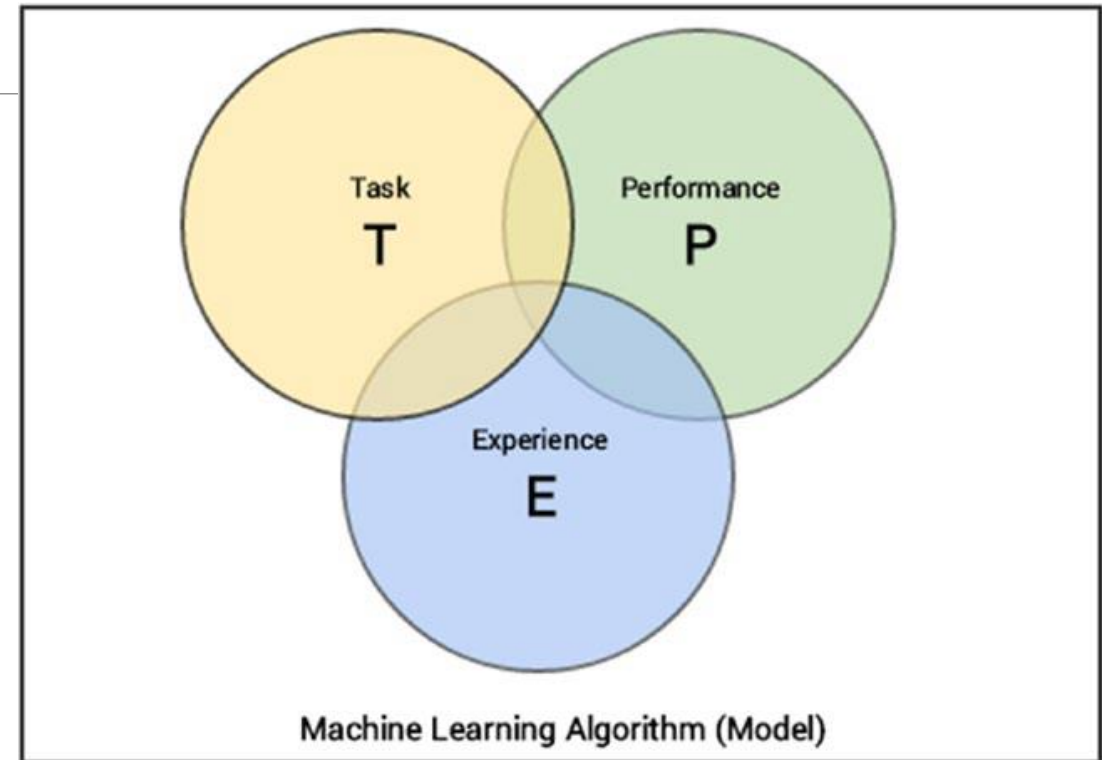 Task
T
Performance
P
Experience
E
Machine Learning Algorithm (Model)